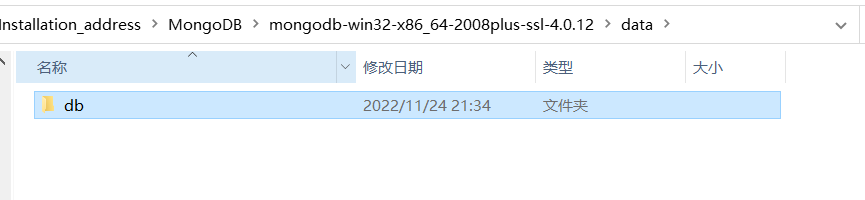 Installation_address > MongoDB > mongodb-win32-x86_64-2008plus-ssl-4.0.12 > data >
名称 修改日期 类型 大小
db 2022/11/24 21:34 文件夹